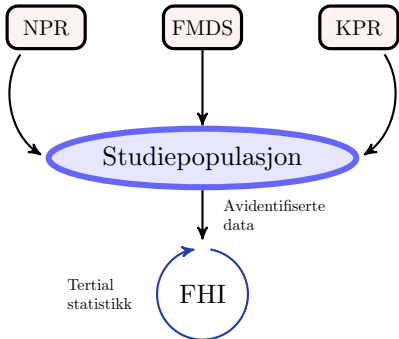 NPR
FMDS
KPR
Studiepopulasjon
Avidentifiserte
data
Tertial
statistikk
FHI